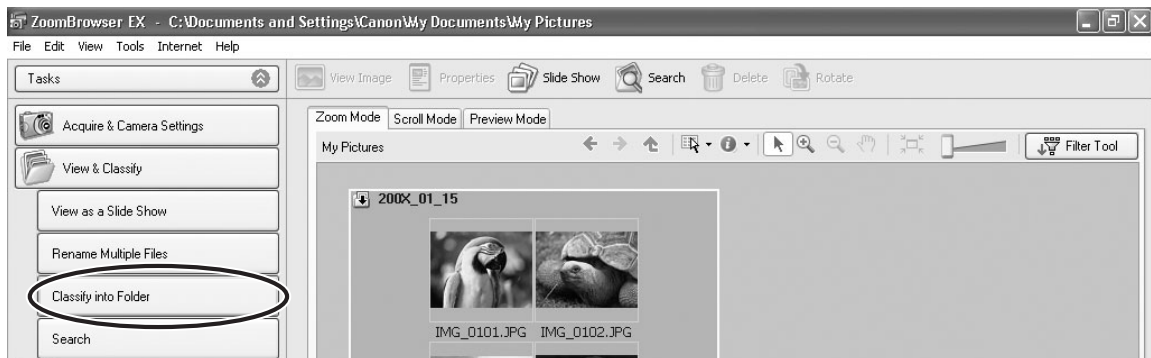 ZoomBrowser EX - C:\Documents and Settings\Canon\My Documents\My Pictures
File Edit View Tools Internet Help
Tasks
View Image Properties Slide Show Search Delete Rotate
Acquire & Camera Settings
Zoom Mode Scroll Mode Preview Mode
My Pictures Filter Tool
View & Classify
View as a Slide Show
200X_01_15
Rename Multiple Files
Classify into Folder
Search
IMG_0101.JPG IMG_0102.JPG